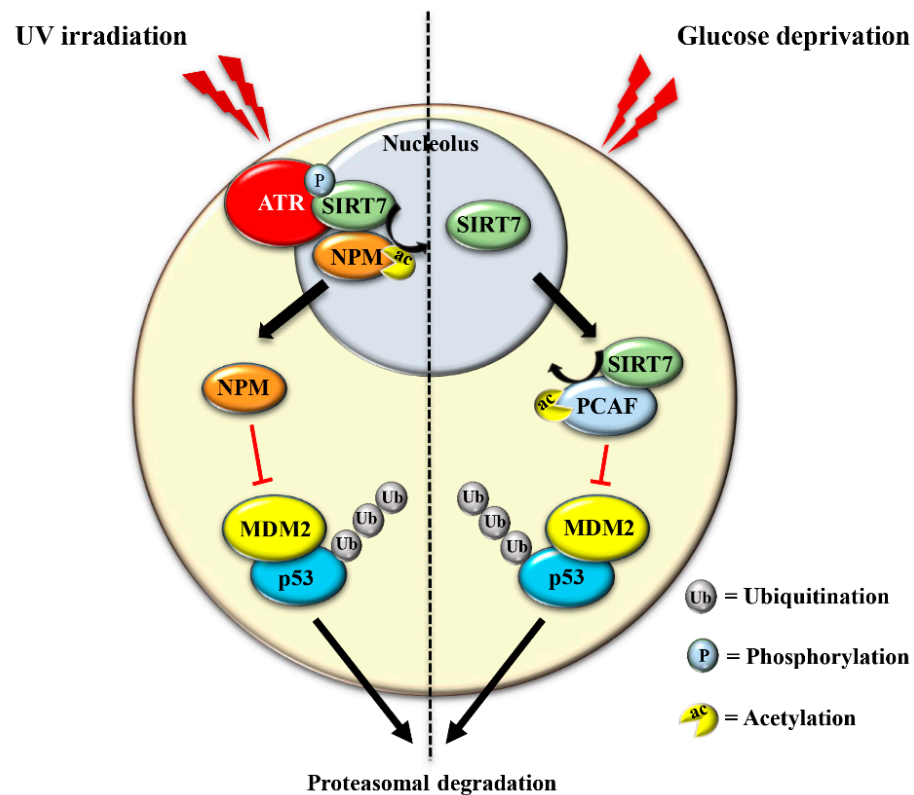 UV irradiation
Glucose deprivation
Nucleolus
P
ATR
SIRT7
SIRT7
NPM
ac
NPM
SIRT7
ac
PCAF
MDM2
Ub
Ub
Ub
p53
Ub
Ub
Ub
MDM2
p53
Ub = Ubiquitination
P = Phosphorylation
ac = Acetylation
Proteasomal degradation